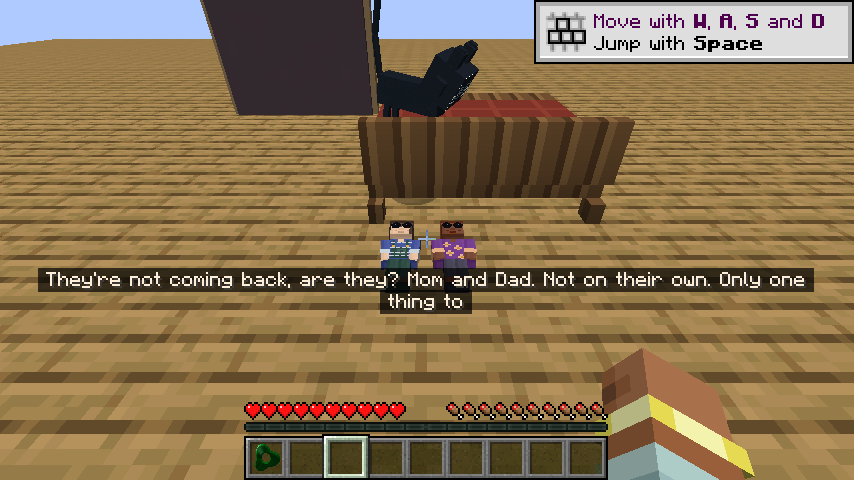 Move with W, A, S and D
Jump with Space
They're not coming back, are they? Mom and Dad. Not on their own. Only one
thing to